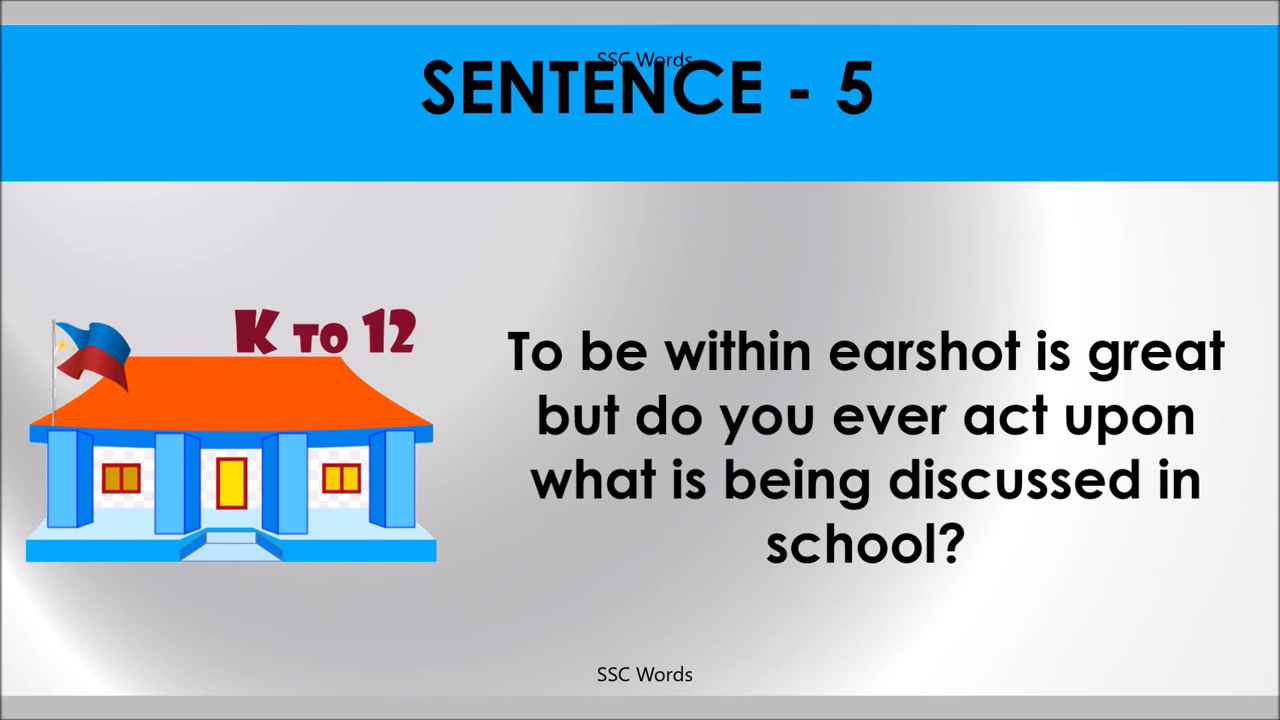 SSC Words
SENTENCE - 5
K TO 12
To be within earshot is great
but do you ever act upon
what is being discussed in
school?
SSC Words